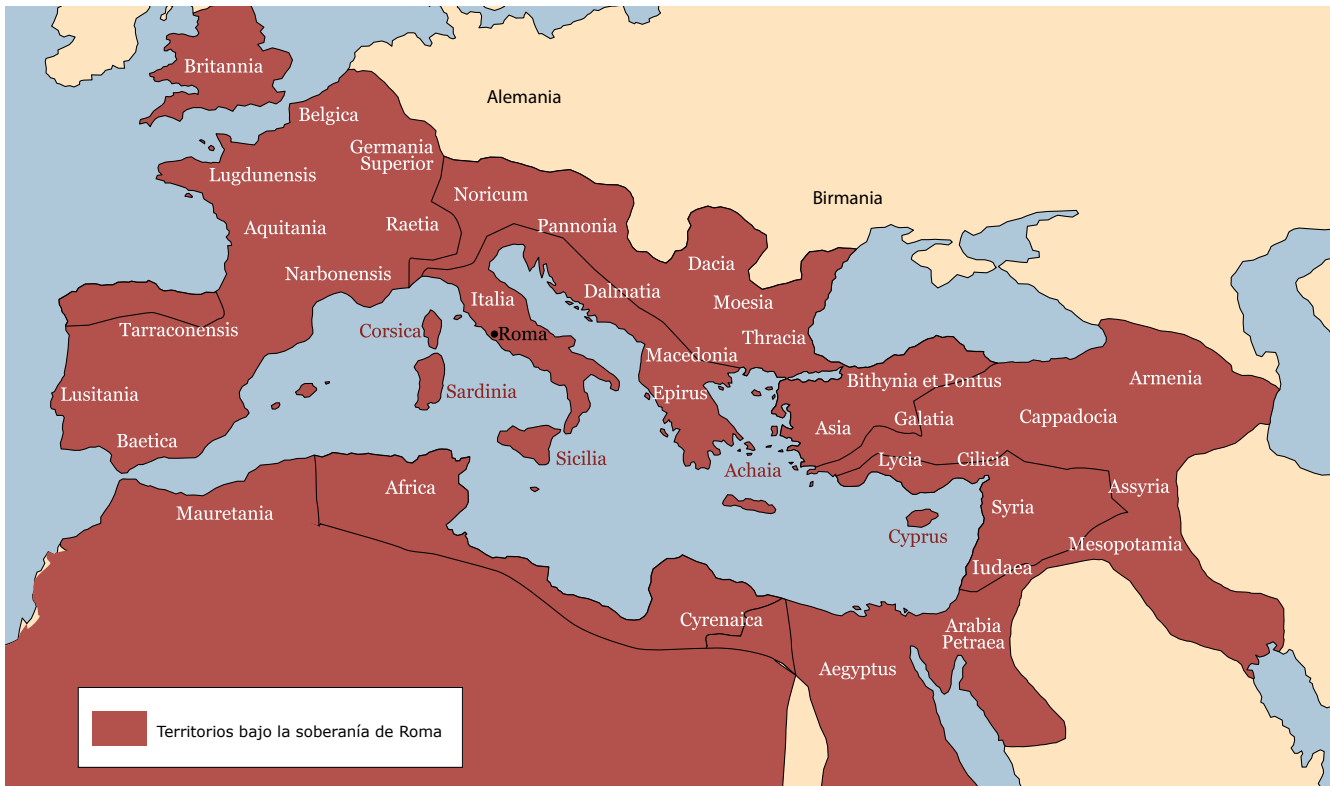 Britannia
Alemania
Belgica
Germania
Superior
Lugdunensis
Noricum
Birmania
Aquitania
Raetia
Pannonia
Narbonensis
Dacia
Italia
Dalmatia
Moesia
Tarraconensis
Corsica
Roma
Thracia
Macedonia
Lusitania
Sardinia
Epirus
Bithynia et Pontus
Armenia
Baetica
Asia
Galatia
Cappadocia
Sicilia
Achaia
Lycia
Cilicia
Mauretania
Africa
Assyria
Syria
Cyprus
Mesopotamia
Iudaea
Cyrenaica
Arabia
Petraea
Aegyptus
Territorios bajo la soberanía de Roma